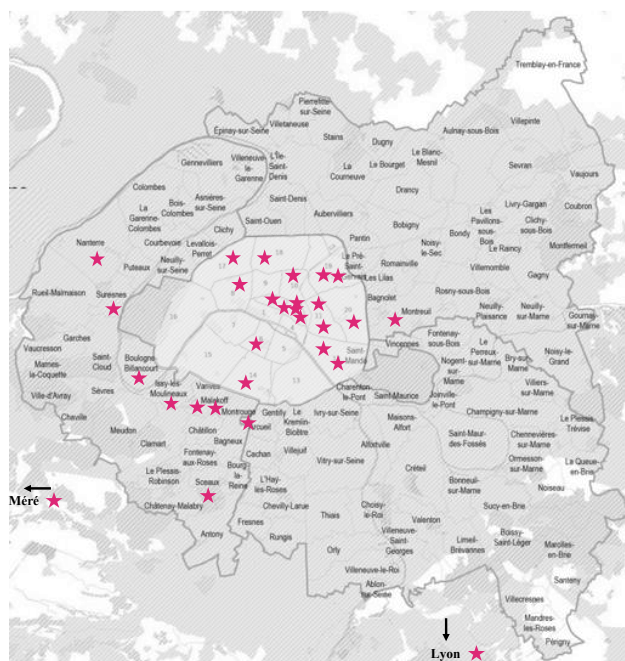 Tremblay-en-France
Pierrefitte-
sur-Seine
Villetaneuse
Épinay-sur-Seine
Stains
Dugny
Aulnay-sous-Bois
Villepinte
Gennevilliers
Villeneuve-
la-
Garenne
L'Île-
Saint-
Denis
La
Courneuve
Le Bourget
Le Blanc-
Mesnil
Sevran
Vaujours
Colombes
Bois-
Colombes
Asnières-
sur-Seine
Saint-Denis
Drancy
La
Garenne-
Colombes
Clichy
Saint-Ouen
Aubervilliers
Bobigny
Livry-Gargan
Coubron
Les
Pavillons-
sous-Bois
Clichy-
sous-Bois
Nanterre
Courbevoie
Levallois-
Perret
Pantin
Noisy-
le-Sec
Bondy
Le Raincy
Montfermeil
Puteaux
Neuilly-
sur-Seine
17
18
Le Pré-
Saint-
Gervais
Les Lilas
Romainville
Villemomble
Gagny
Rueil-Malmaison
Suresnes
Bagnolet
Montreuil
Rosny-sous-Bois
Neuilly-
Plaisance
Neuilly-
sur-Marne
Gournay-
sur-Marne
16
7
11
20
Garches
Vaucresson
Marnes-
la-Coquette
Saint-
Cloud
Boulogne
Billancourt
15
5
Saint-
Mandé
Vincennes
Fontenay-
sous-Bois
Le
Perreux-
sur-Marne
Nogent-
sur-Marne
Bry-sur-
Marne
Noisy-le-Grand
Ville-d'Avray
Sèvres
Issy-les
Moulineaux
Vanves
Malakoff
14
13
Charenton-
le-Pont
Saint-Maurice
Joinville-
le-Pont
Villiers-
sur-Marne
Chaville
Meudon
Montrouge
Gentilly
Le
Kremlin-
Bicêtre
Ivry-sur-Seine
Maisons-
Alfort
Champigny-sur-Marne
Le Plessis-
Trévise
Clamart
Châtillon
Bagneux
Arcueil
Cachan
Villejuif
Alfortville
Saint-Maur-
des-Fossés
Chennevières-
sur-Marne
Fontenay-
aux-Roses
Bourg-
la-Reine
Vitry-sur-Seine
Créteil
Ormesson-
sur-Marne
La Queue-
en-Brie
Le Plessis-
Robinson
Sceaux
L'Haÿ-
les-Roses
Bonneuil-
sur-Marne
Noiseau
Méré
Châtenay-Malabry
Chevilly-Larue
Thiais
Choisy-
le-Roi
Valenton
Sucy-en-Brie
Antony
Fresnes
Rungis
Orly
Villeneuve-
Saint-
Georges
Limeil-
Brévannes
Boissy-
Saint-Léger
Marolles-
en-Brie
Villeneuve-le-Roi
Ablon-
sur-Seine
Santeny
Villecresnes
Mandres-
les-Roses
Périgny
Lyon